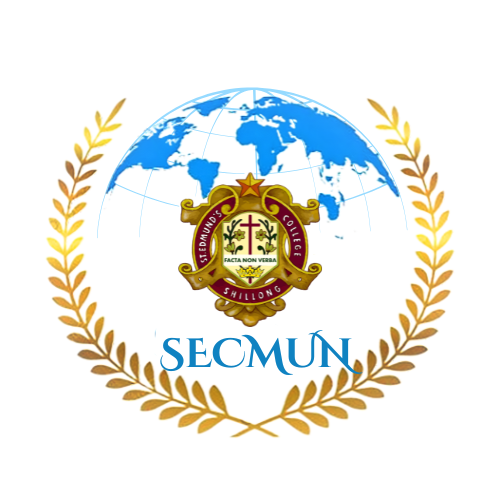 ST. EDMUND'S COLLEGE
FACTA NON VERBA
SHILLONG
SECMUN